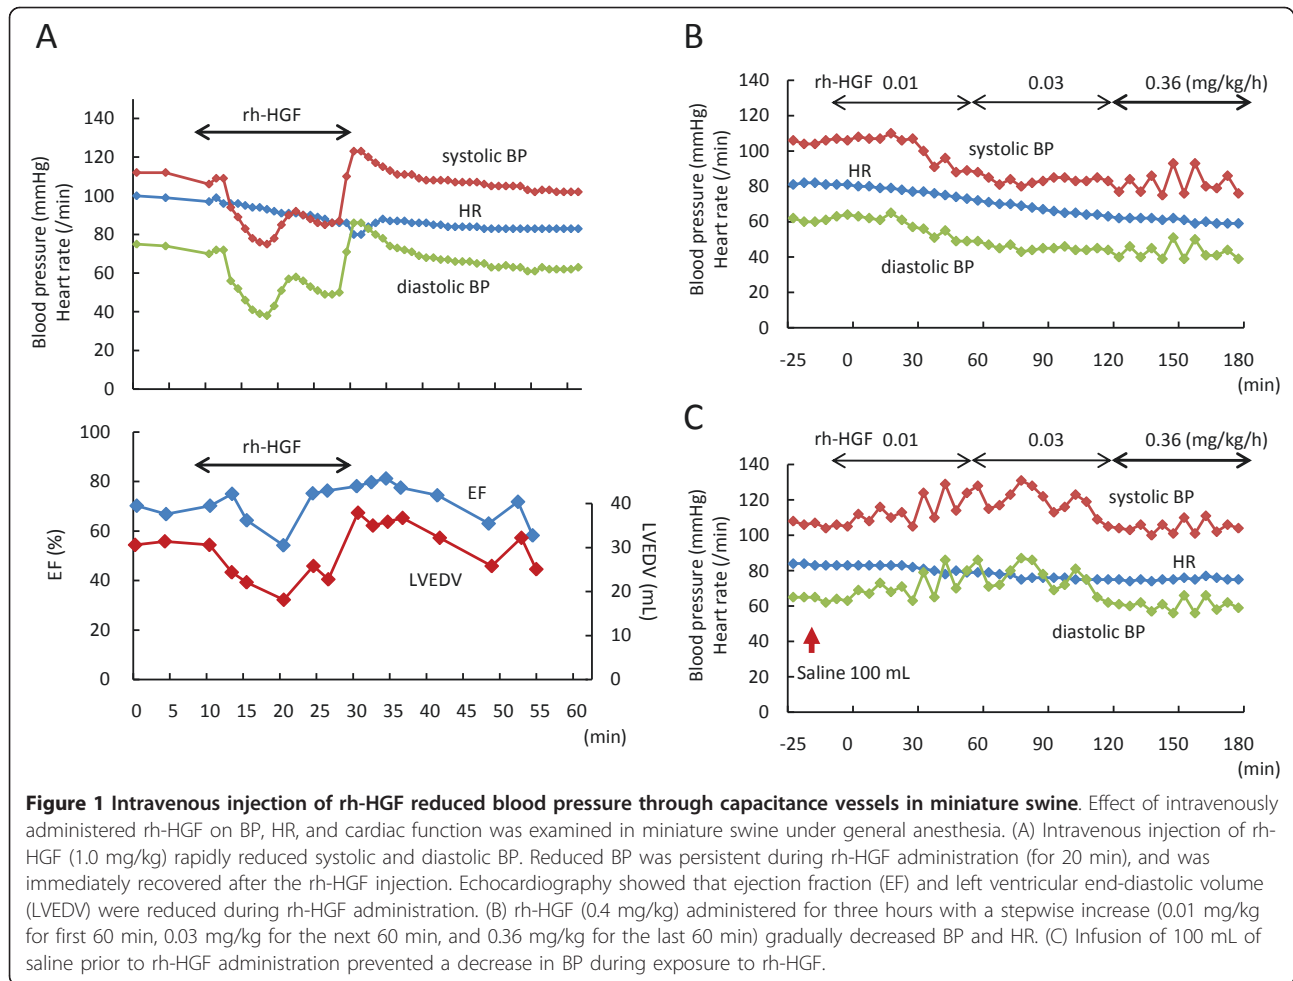 A
140
120
100
80
60
40
20
0
Blood pressure (mmHg)
Heart rate (/min)
rh-HGF
systolic BP
HR
diastolic BP
100
80
60
40
20
0
EF (%)
rh-HGF
EF
LVEDV
40
30
20
10
0
LVEDV (mL)
0 5 10 15 20 25 30 35 40 45 50 55 60
(min)
B
rh-HGF 0.01 0.03 0.36 (mg/kg/h)
140
120
100
80
60
40
20
0
Blood pressure (mmHg)
Heart rate (/min)
systolic BP
HR
diastolic BP
-25 0 30 60 90 120 150 180
(min)
C
rh-HGF 0.01 0.03 0.36 (mg/kg/h)
140
120
100
80
60
40
20
0
Blood pressure (mmHg)
Heart rate (/min)
systolic BP
HR
diastolic BP
Saline 100 mL
-25 0 30 60 90 120 150 180
(min)
Figure 1 Intravenous injection of rh-HGF reduced blood pressure through capacitance vessels in miniature swine. Effect of intravenously
administered rh-HGF on BP, HR, and cardiac function was examined in miniature swine under general anesthesia. (A) Intravenous injection of rh-
HGF (1.0 mg/kg) rapidly reduced systolic and diastolic BP. Reduced BP was persistent during rh-HGF administration (for 20 min), and was
immediately recovered after the rh-HGF injection. Echocardiography showed that ejection fraction (EF) and left ventricular end-diastolic volume
(LVEDV) were reduced during rh-HGF administration. (B) rh-HGF (0.4 mg/kg) administered for three hours with a stepwise increase (0.01 mg/kg
for first 60 min, 0.03 mg/kg for the next 60 min, and 0.36 mg/kg for the last 60 min) gradually decreased BP and HR. (C) Infusion of 100 mL of
saline prior to rh-HGF administration prevented a decrease in BP during exposure to rh-HGF.